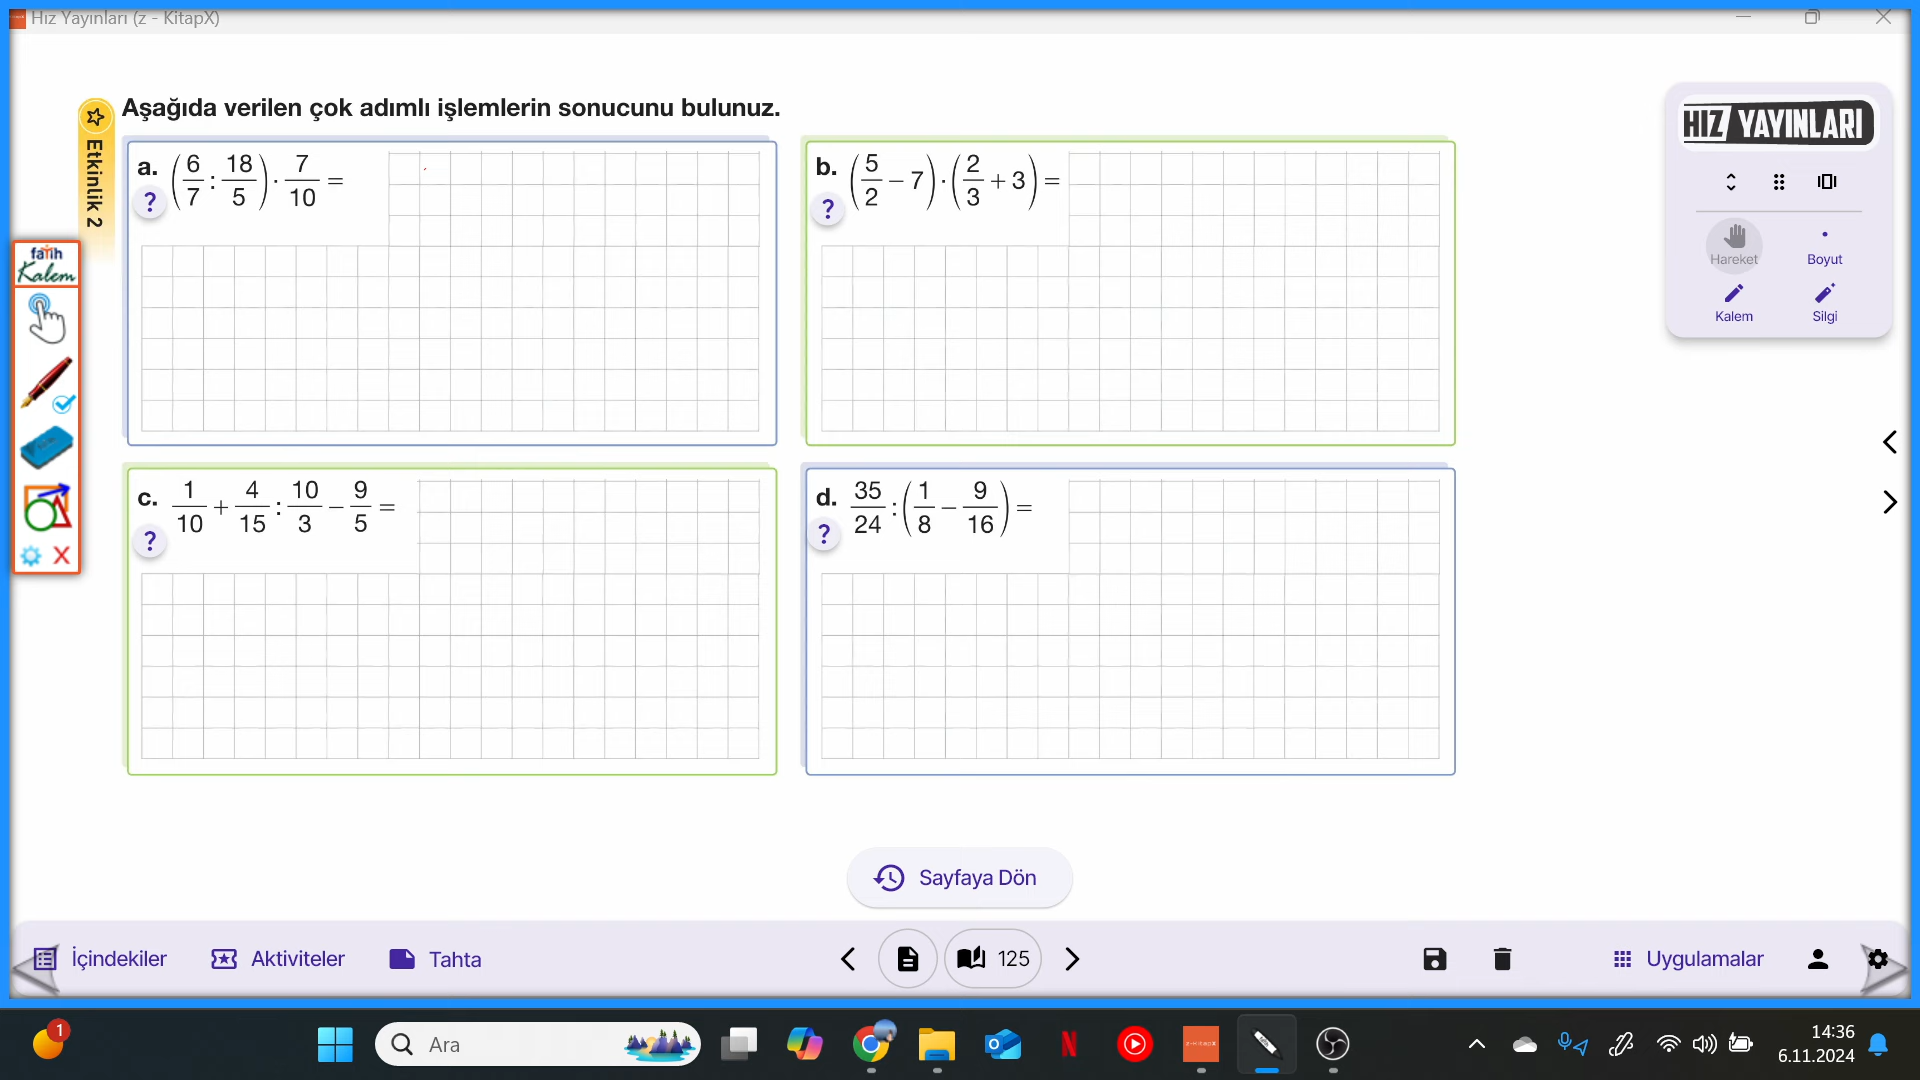 Hız Yayınları (z - KitapX)
Aşağıda verilen çok adımlı işlemlerin sonucunu bulunuz.
Etkinlik 2
a. (6/7 : 18/5) · 7/10 =
?
b. (5/2 − 7) · (2/3 + 3) =
?
c. 1/10 + 4/15 : 10/3 − 9/5 =
?
d. 35/24 : (1/8 − 9/16) =
?
fatih
Kalem
HIZ YAYINLARI
Hareket
Boyut
Kalem
Silgi
Sayfaya Dön
İçindekiler
Aktiviteler
Tahta
125
Uygulamalar
1
Ara
z-KitapX
14:36
6.11.2024